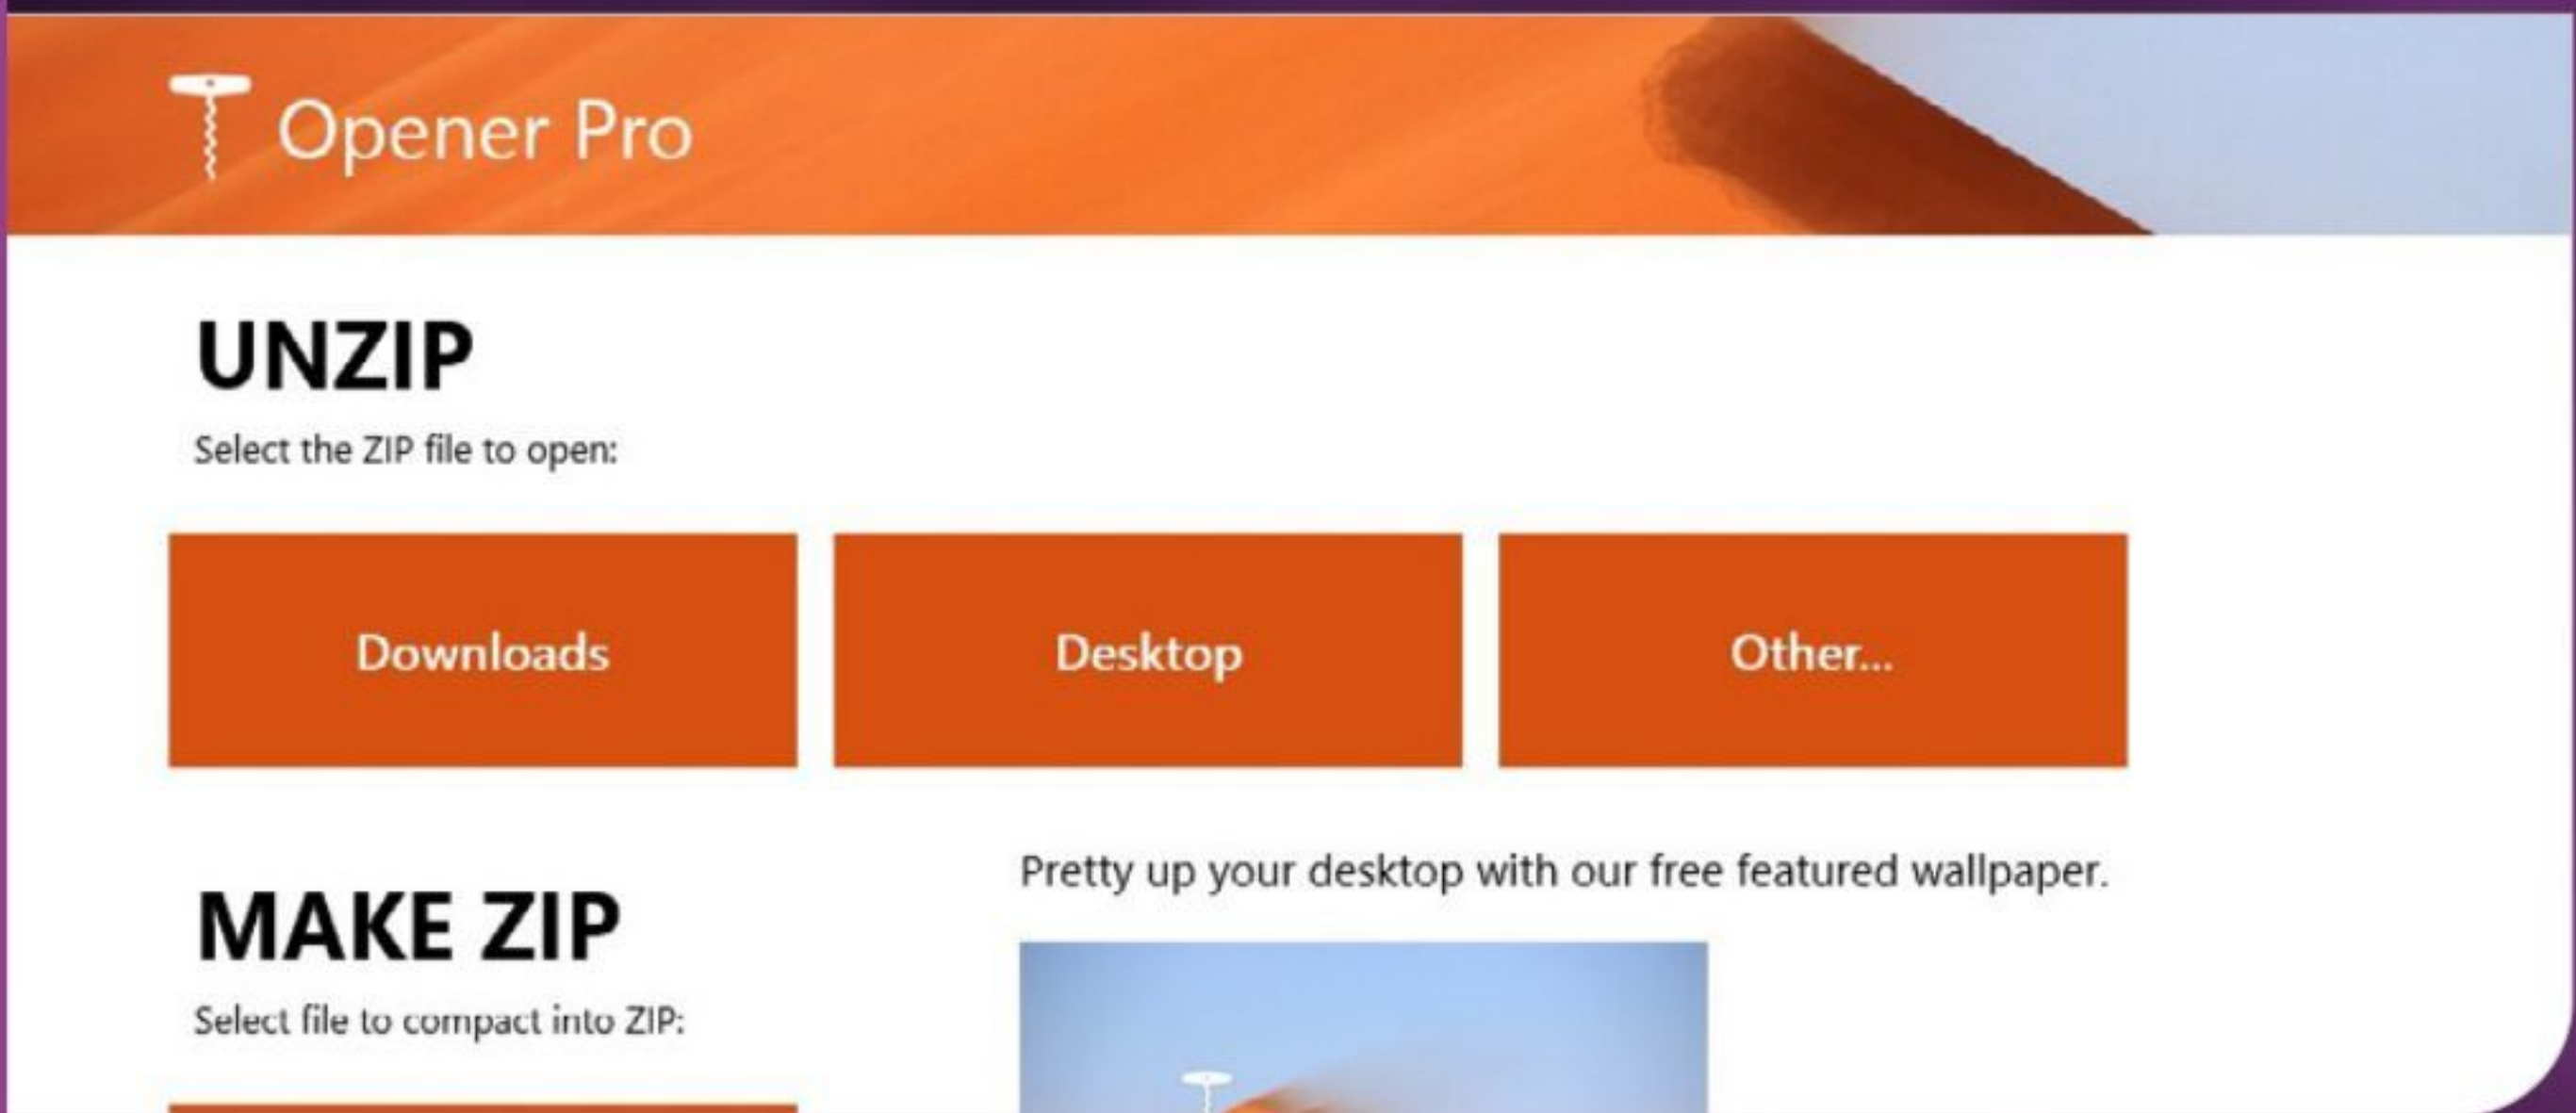 Opener Pro
UNZIP
Select the ZIP file to open:
Downloads
Desktop
Other...
MAKE ZIP
Select file to compact into ZIP:
Pretty up your desktop with our free featured wallpaper.